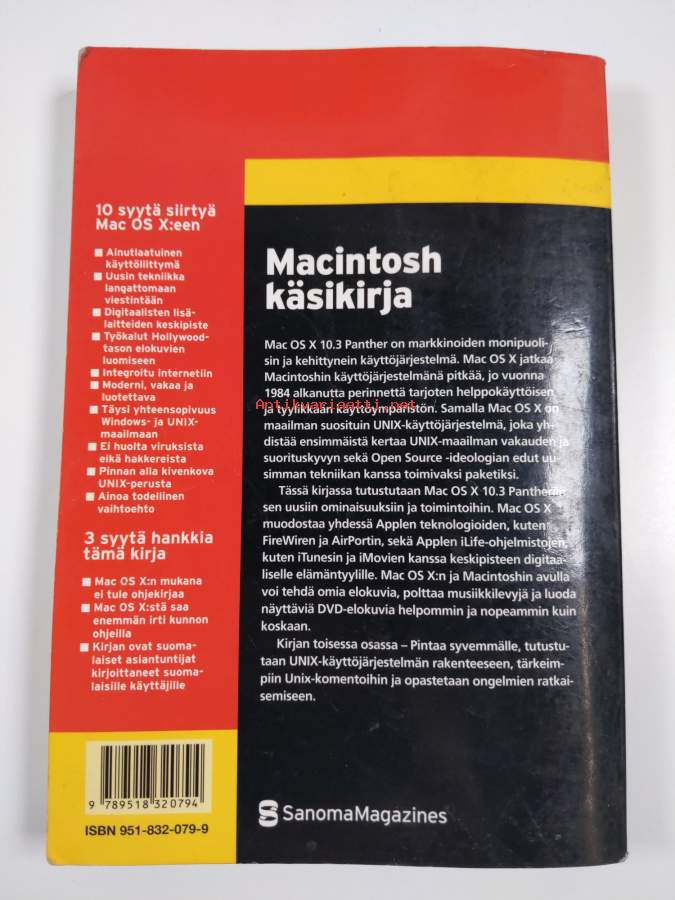 10 syytä siirtyä
Mac OS X:een
Ainutlaatuinen
käyttöliittymä
Uusin tekniikka
langattomaan
viestintään
Digitaalisten lisä-
laitteiden keskipiste
Työkalut Hollywood-
tason elokuvien
luomiseen
Integroitu internetiin
Moderni, vakaa ja
luotettava
Täysi yhteensopivuus
Windows- ja UNIX-
maailmaan
Ei huolta viruksista
eikä hakkereista
Pinnan alla kivenkova
UNIX-perusta
Ainoa todellinen
vaihtoehto
3 syytä hankkia
tämä kirja
Mac OS X:n mukana
ei tule ohjekirjaa
Mac OS X:stä saa
enemmän irti kunnon
ohjeilla
Kirjan ovat suoma-
laiset asiantuntijat
kirjoittaneet suoma-
laisille käyttäjille
Macintosh
käsikirja
Mac OS X 10.3 Panther on markkinoiden monipuoli-
sin ja kehittynein käyttöjärjestelmä. Mac OS X jatkaa
Macintoshin käyttöjärjestelmänä pitkää, jo vuonna
1984 alkanutta perinnettä tarjoten helppokäyttöisen
ja tyylikkään käyttöympäristön. Samalla Mac OS X on
maailman suosituin UNIX-käyttöjärjestelmä, joka yh-
distää ensimmäistä kertaa UNIX-maailman vakauden ja
suorituskyvyn sekä Open Source -ideologian edut uu-
simman tekniikan kanssa toimivaksi paketiksi.
Tässä kirjassa tutustutaan Mac OS X 10.3 Pantheriin
sen uusiin ominaisuuksiin ja toimintoihin. Mac OS X
muodostaa yhdessä Applen teknologioiden, kuten
FireWiren ja AirPortin, sekä Applen iLife-ohjelmistojen,
kuten iTunesin ja iMovien kanssa keskipisteen digitaa-
liselle elämäntyylille. Mac OS X:n ja Macintoshin avulla
voi tehdä omia elokuvia, polttaa musiikkilevyjä ja luoda
näyttäviä DVD-elokuvia helpommin ja nopeammin kuin
koskaan.
Kirjan toisessa osassa – Pintaa syvemmälle, tutustu-
taan UNIX-käyttöjärjestelmän rakenteeseen, tärkeim-
piin Unix-komentoihin ja opastetaan ongelmien ratkai-
semiseen.
Antikvariaatti.net
9 789518 320794
ISBN 951-832-079-9
SanomaMagazines